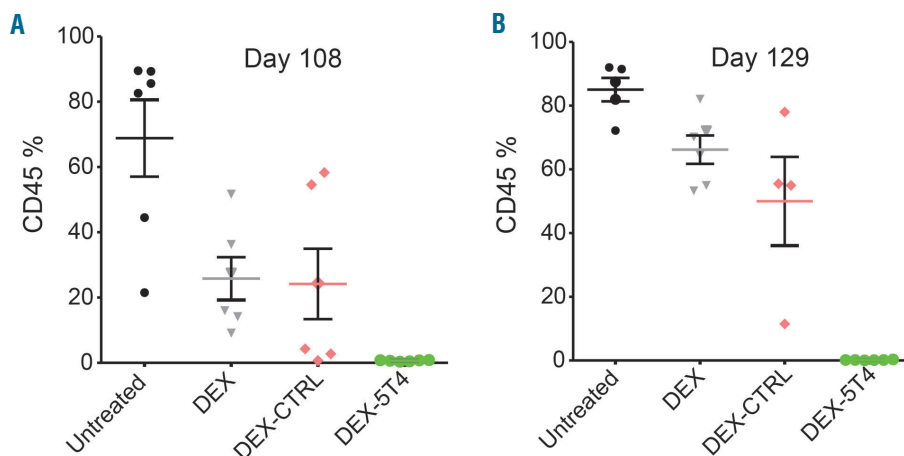 A
Day 108
CD45 %
100
80
60
40
20
0
Untreated
DEX
DEX-CTRL
DEX-5T4
B
Day 129
CD45 %
100
80
60
40
20
0
Untreated
DEX
DEX-CTRL
DEX-5T4